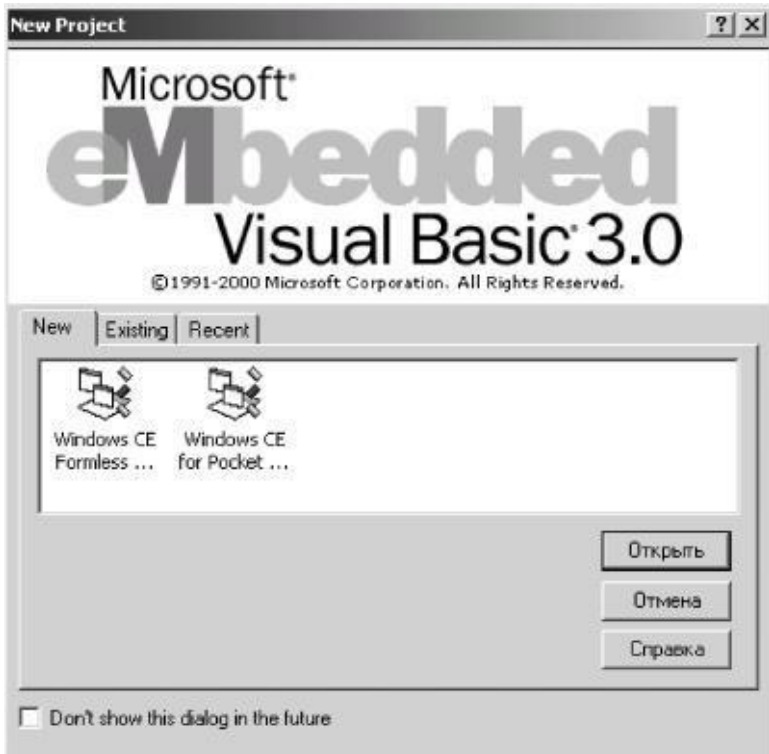 New Project
Microsoft®
eMbedded
Visual Basic® 3.0
©1991-2000 Microsoft Corporation. All Rights Reserved.
New Existing Recent
Windows CE Windows CE
Formless ... for Pocket ...
Открыть
Отмена
Справка
Don't show this dialog in the future